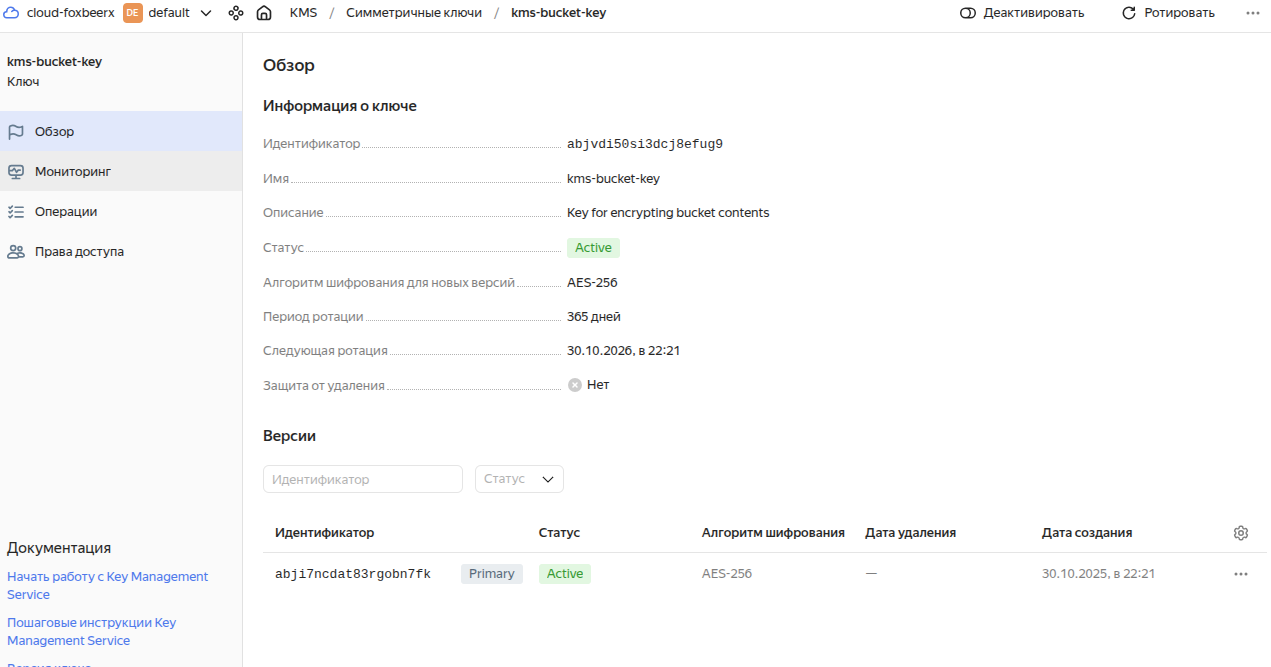 cloud-foxbeerx DE default KMS / Симметричные ключи / kms-bucket-key Деактивировать Ротировать
kms-bucket-key
Ключ
Обзор
Мониторинг
Операции
Права доступа
Документация
Начать работу с Key Management
Service
Пошаговые инструкции Key
Management Service
Обзор
Информация о ключе
Идентификатор abjvdi50si3dcj8efug9
Имя kms-bucket-key
Описание Key for encrypting bucket contents
Статус Active
Алгоритм шифрования для новых версий AES-256
Период ротации 365 дней
Следующая ротация 30.10.2026, в 22:21
Защита от удаления Нет
Версии
Идентификатор Статус
Идентификатор Статус Алгоритм шифрования Дата удаления Дата создания
abji7ncdat83rgobn7fk Primary Active AES-256 — 30.10.2025, в 22:21